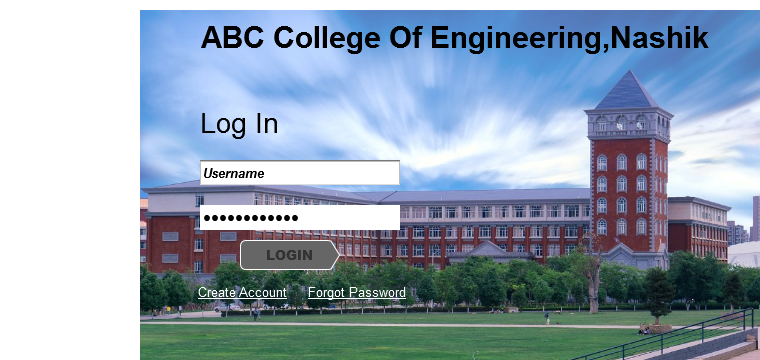 ABC College Of Engineering,Nashik
Log In
Username
••••••••••••
LOGIN
Create Account Forgot Password